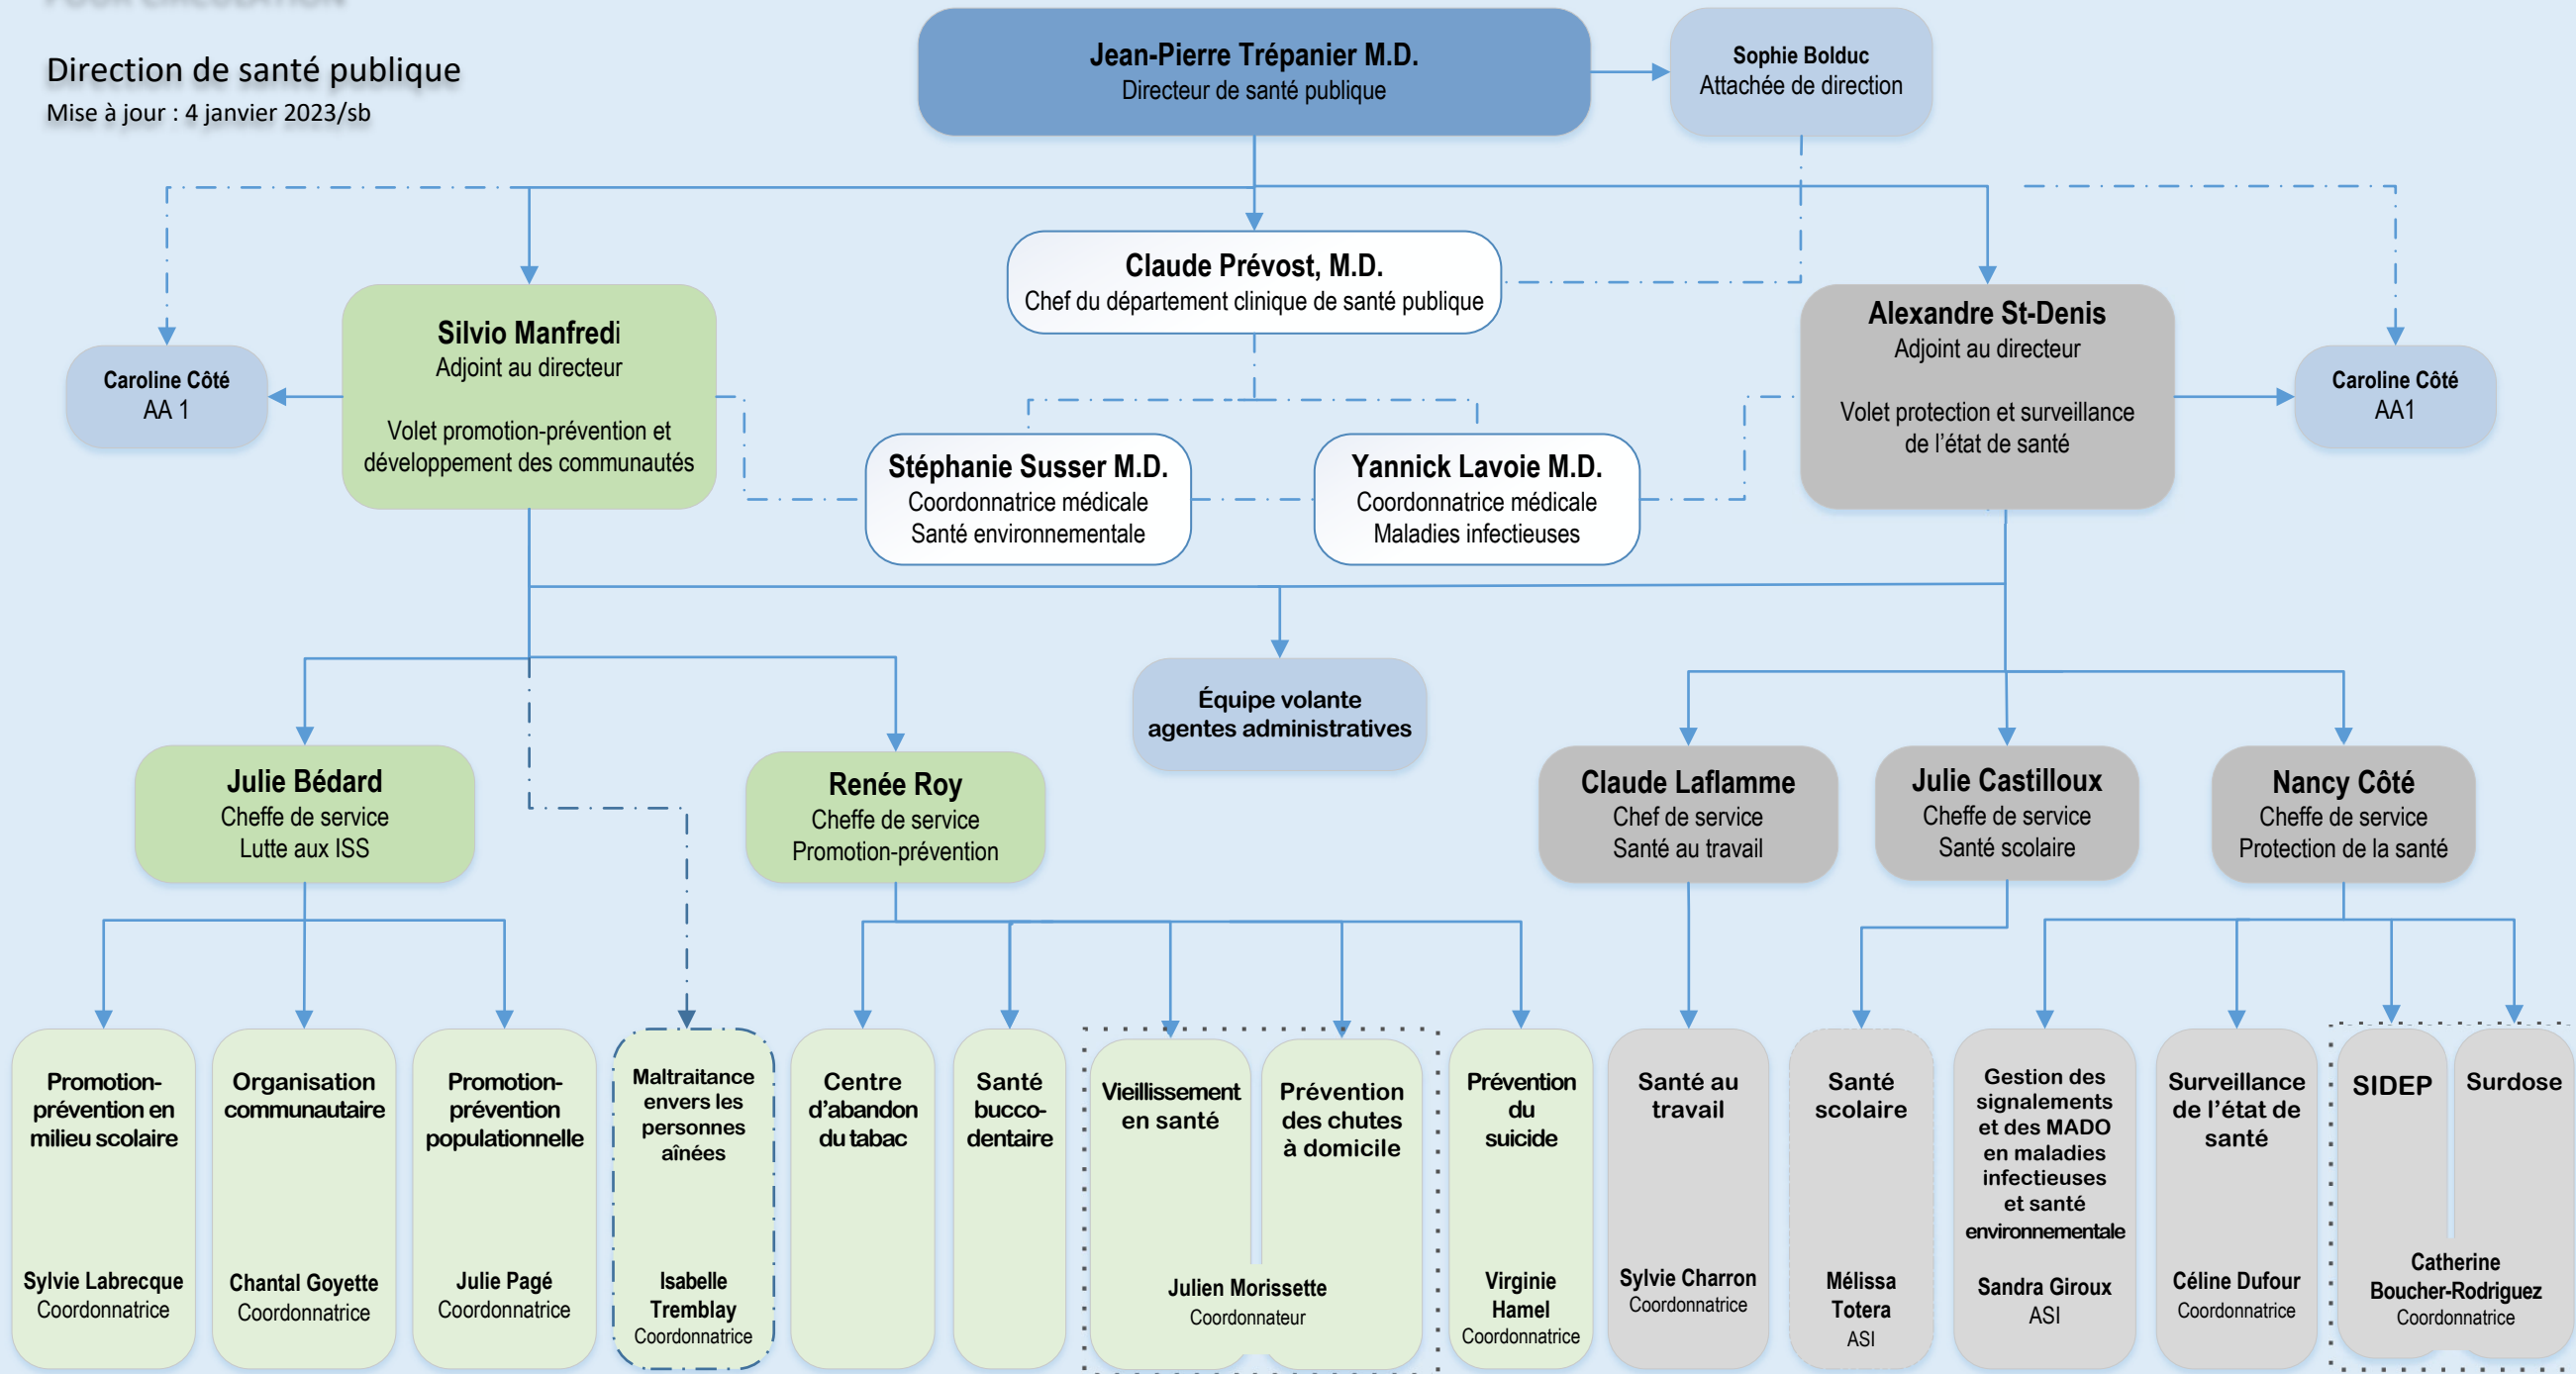 POUR CIRCULATION
Direction de santé publique
Mise à jour : 4 janvier 2023/sb
Jean-Pierre Trépanier M.D.
Directeur de santé publique
Sophie Bolduc
Attachée de direction
Claude Prévost, M.D.
Chef du département clinique de santé publique
Silvio Manfredi
Adjoint au directeur
Volet promotion-prévention et
développement des communautés
Caroline Côté
AA 1
Alexandre St-Denis
Adjoint au directeur
Volet protection et surveillance
de l'état de santé
Caroline Côté
AA1
Stéphanie Susser M.D.
Coordonnatrice médicale
Santé environnementale
Yannick Lavoie M.D.
Coordonnatrice médicale
Maladies infectieuses
Équipe volante
agentes administratives
Julie Bédard
Cheffe de service
Lutte aux ISS
Renée Roy
Cheffe de service
Promotion-prévention
Claude Laflamme
Chef de service
Santé au travail
Julie Castilloux
Cheffe de service
Santé scolaire
Nancy Côté
Cheffe de service
Protection de la santé
Promotion-
prévention en
milieu scolaire
Sylvie Labrecque
Coordonnatrice
Organisation
communautaire
Chantal Goyette
Coordonnatrice
Promotion-
prévention
populationnelle
Julie Pagé
Coordonnatrice
Maltraitance
envers les
personnes
aînées
Isabelle
Tremblay
Coordonnatrice
Centre
d'abandon
du tabac
Santé
bucco-
dentaire
Vieillissement
en santé
Prévention
des chutes
à domicile
Julien Morissette
Coordonnateur
Prévention
du
suicide
Virginie
Hamel
Coordonnatrice
Santé au
travail
Sylvie Charron
Coordonnatrice
Santé
scolaire
Mélissa
Totera
ASI
Gestion des
signalements
et des MADO
en maladies
infectieuses
et santé
environnementale
Sandra Giroux
ASI
Surveillance
de l'état de
santé
Céline Dufour
Coordonnatrice
SIDEP
Surdose
Catherine
Boucher-Rodriguez
Coordonnatrice